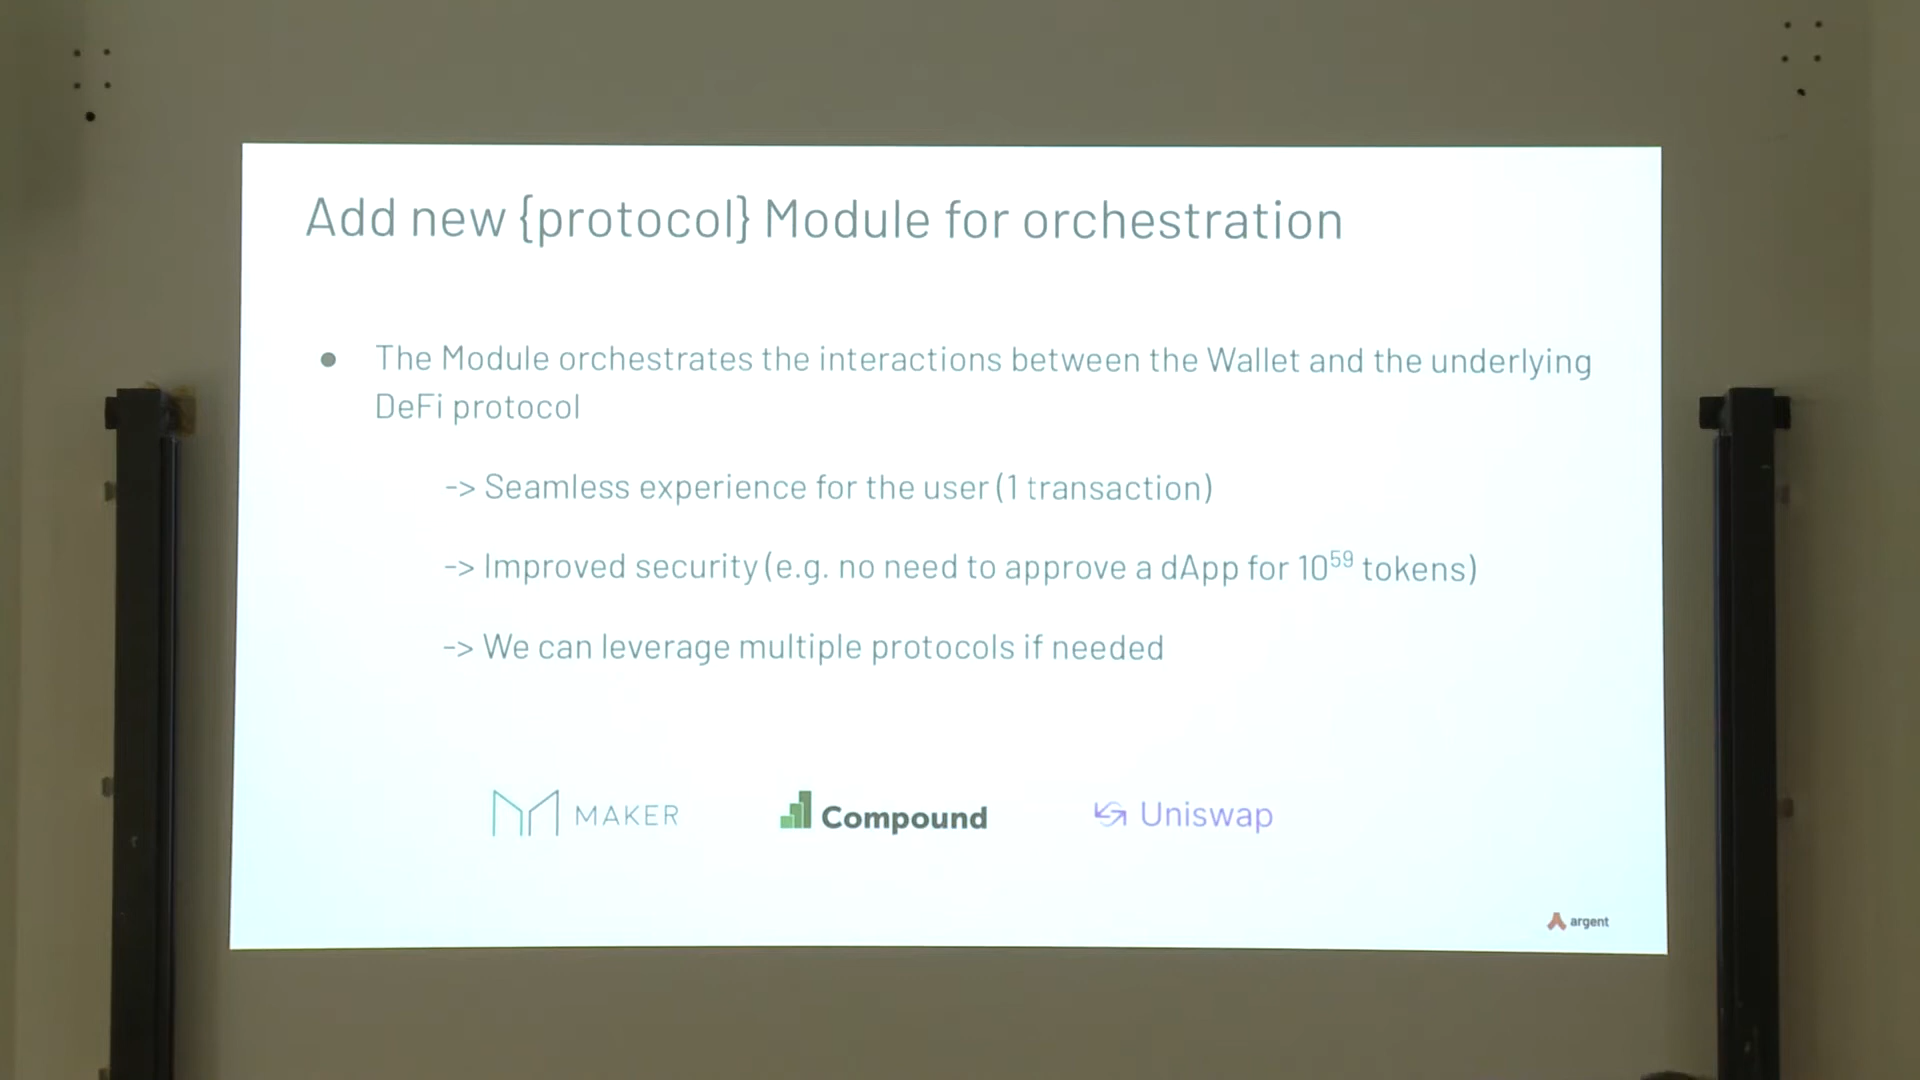 Add new {protocol} Module for orchestration
● The Module orchestrates the interactions between the Wallet and the underlying
DeFi protocol
-> Seamless experience for the user (1 transaction)
-> Improved security (e.g. no need to approve a dApp for 10⁵⁹ tokens)
-> We can leverage multiple protocols if needed
MAKER
Compound
Uniswap
argent